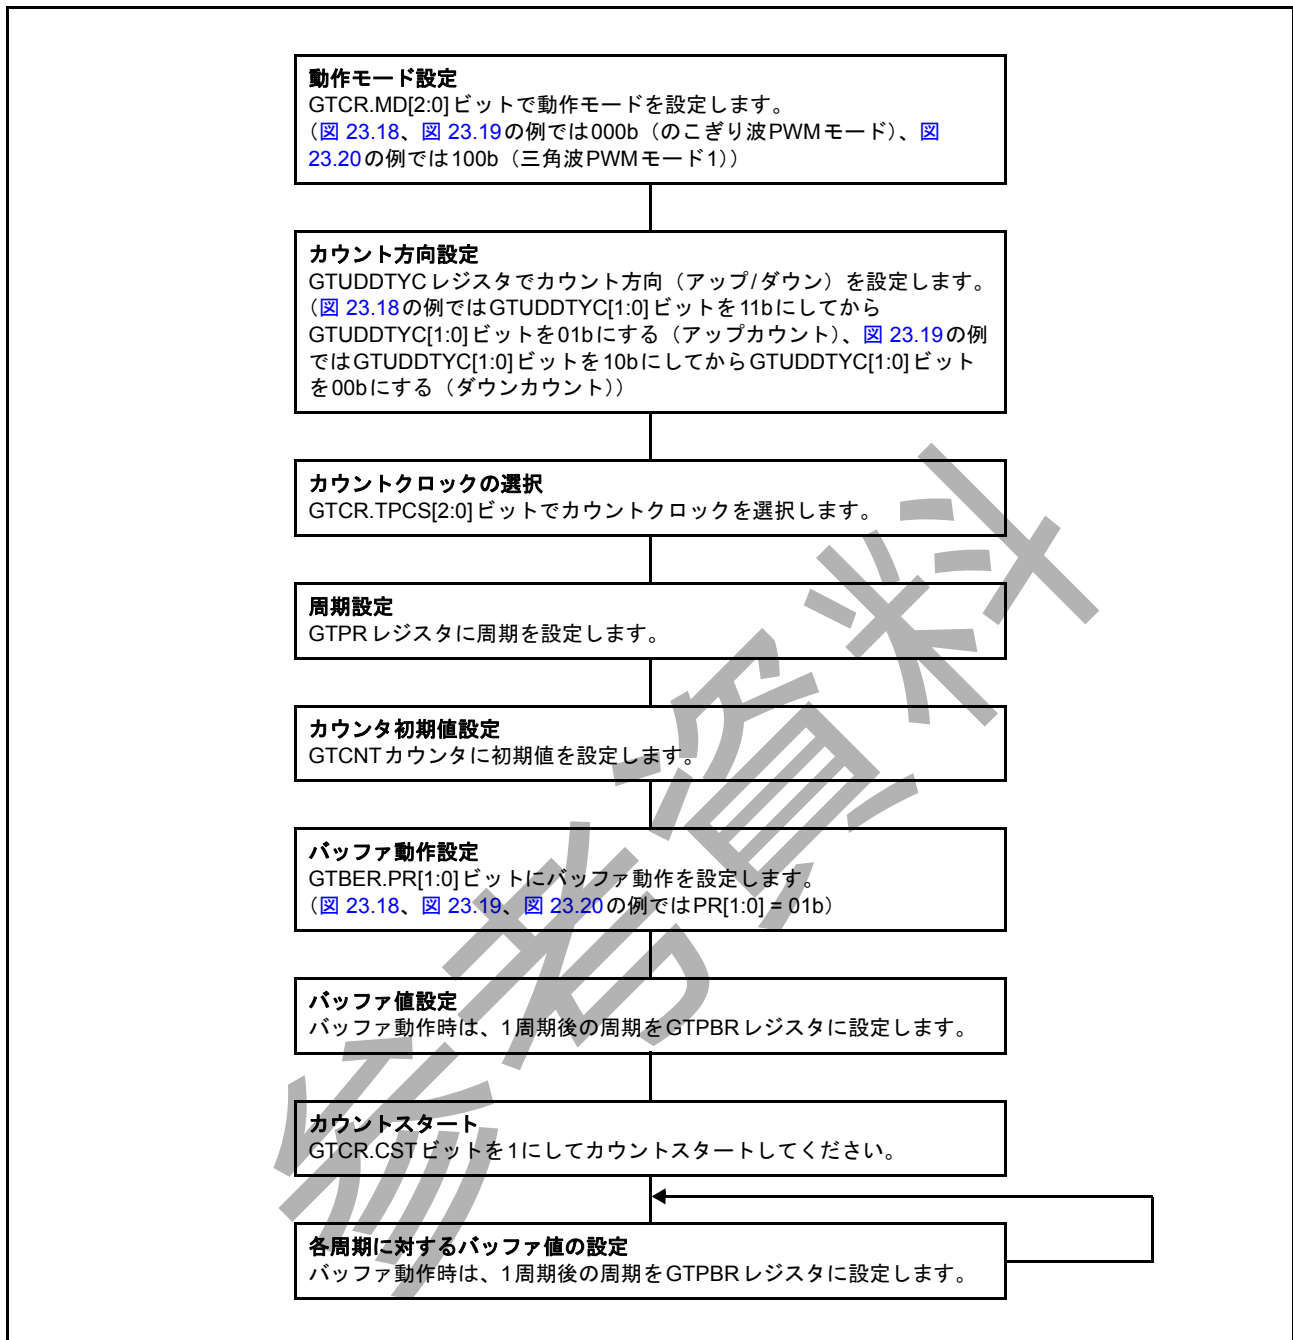 動作モード設定
GTCR.MD[2:0]ビットで動作モードを設定します。
（図 23.18、図 23.19の例では000b（のこぎり波PWMモード）、図
23.20の例では100b（三角波PWMモード1））
カウント方向設定
GTUDDTYCレジスタでカウント方向（アップ/ダウン）を設定します。
（図 23.18の例ではGTUDDTYC[1:0]ビットを11bにしてから
GTUDDTYC[1:0]ビットを01bにする（アップカウント）、図 23.19の例
ではGTUDDTYC[1:0]ビットを10bにしてからGTUDDTYC[1:0]ビット
を00bにする（ダウンカウント））
カウントクロックの選択
GTCR.TPCS[2:0]ビットでカウントクロックを選択します。
周期設定
GTPRレジスタに周期を設定します。
カウンタ初期値設定
GTCNTカウンタに初期値を設定します。
バッファ動作設定
GTBER.PR[1:0]ビットにバッファ動作を設定します。
（図 23.18、図 23.19、図 23.20の例ではPR[1:0] = 01b）
バッファ値設定
バッファ動作時は、1周期後の周期をGTPBRレジスタに設定します。
カウントスタート
GTCR.CSTビットを1にしてカウントスタートしてください。
各周期に対するバッファ値の設定
バッファ動作時は、1周期後の周期をGTPBRレジスタに設定します。
参考資料